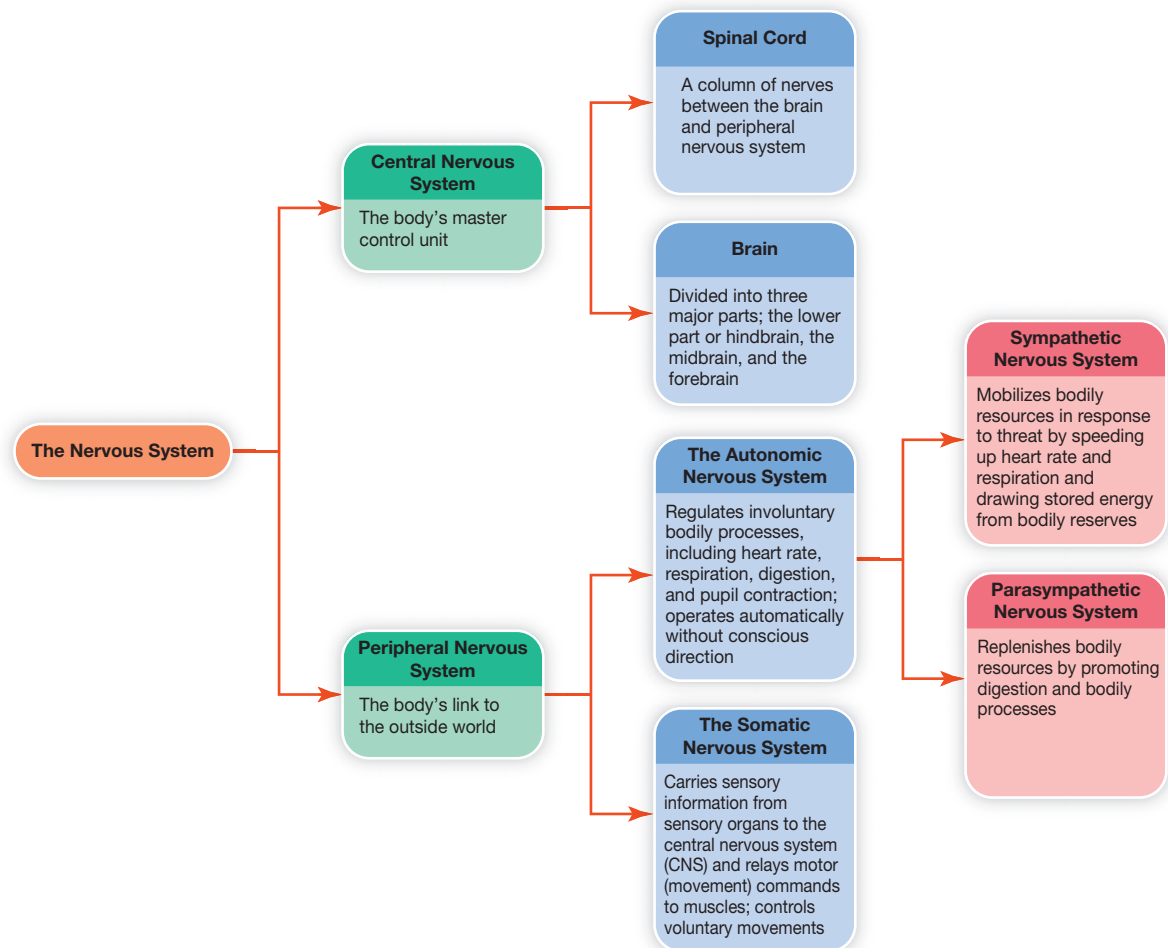 Spinal Cord
A column of nerves
between the brain
and peripheral
nervous system
Central Nervous
System
The body's master
control unit
Brain
Divided into three
major parts; the lower
part or hindbrain, the
midbrain, and the
forebrain
The Nervous System
Peripheral Nervous
System
The body's link to
the outside world
The Autonomic
Nervous System
Regulates involuntary
bodily processes,
including heart rate,
respiration, digestion,
and pupil contraction;
operates automatically
without conscious
direction
The Somatic
Nervous System
Carries sensory
information from
sensory organs to the
central nervous system
(CNS) and relays motor
(movement) commands
to muscles; controls
voluntary movements
Sympathetic
Nervous System
Mobilizes bodily
resources in response
to threat by speeding
up heart rate and
respiration and
drawing stored energy
from bodily reserves
Parasympathetic
Nervous System
Replenishes bodily
resources by promoting
digestion and bodily
processes